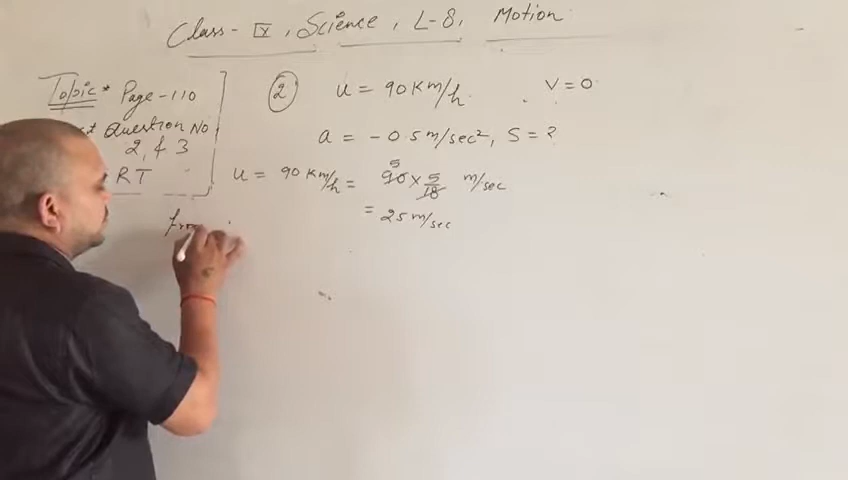 Class - IX, Science, L-8, Motion
Topic * Page - 110
Question No
2, & 3
RT
② u = 90 Km/h. V = 0
a = - 0.5 m/sec², S = ?
u = 90 Km/h = 90 x 5/18 m/sec
5
= 25 m/sec